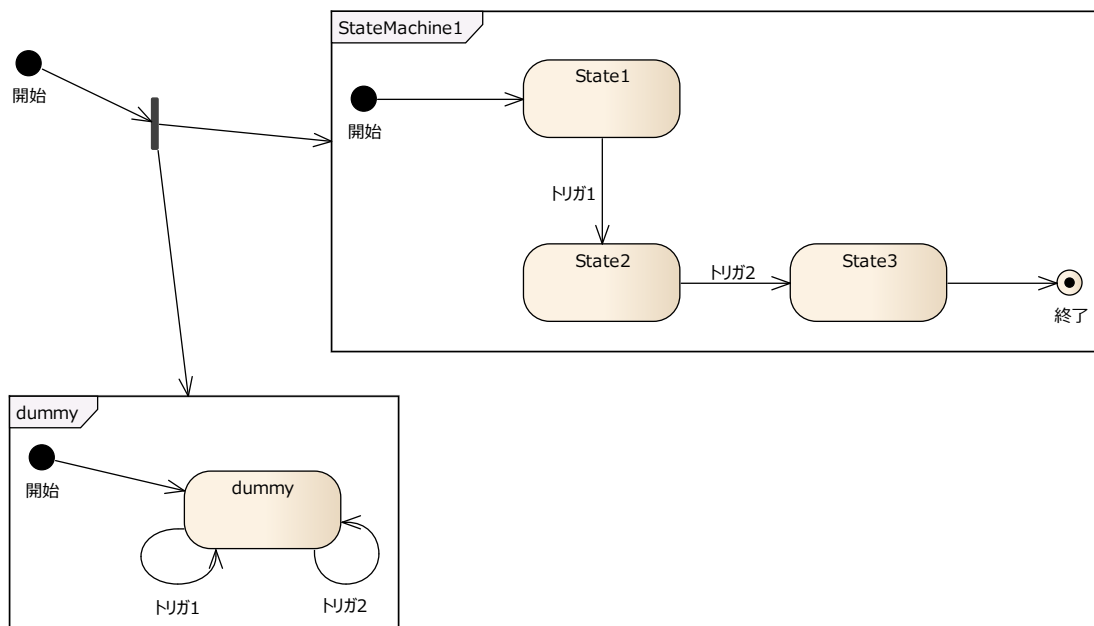 StateMachine1
開始
State1
開始
トリガ1
State2
トリガ2
State3
終了
dummy
開始
dummy
トリガ1
トリガ2